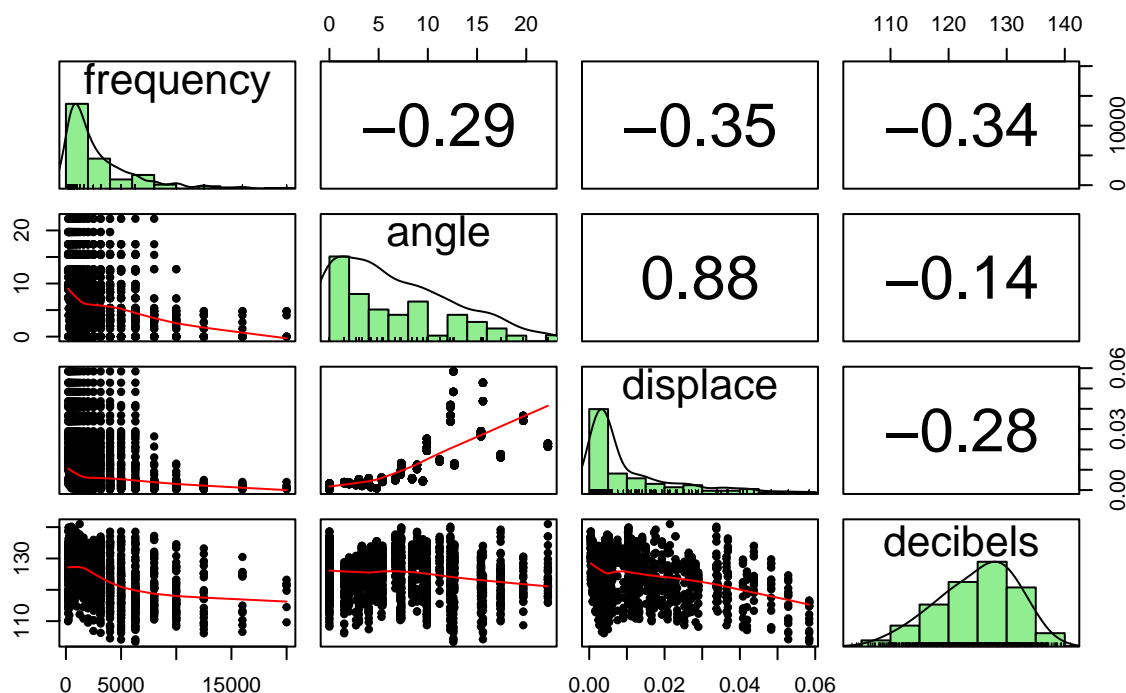 0 5 10 15 20 110 120 130 140
frequency −0.29 −0.35 −0.34 0 10000
0 10 20 angle 0.88 −0.14
displace −0.28 0.00 0.03 0.06
110 130 decibels
0 5000 15000 0.00 0.02 0.04 0.06